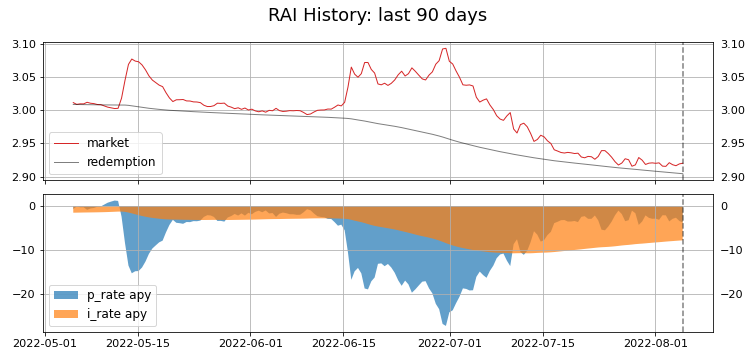 RAI History: last 90 days
3.10 3.10
3.05 3.05
3.00 3.00
2.95 2.95
2.90 2.90
market
redemption
0 0
−10 −10
−20 −20
p_rate apy
i_rate apy
2022-05-01 2022-05-15 2022-06-01 2022-06-15 2022-07-01 2022-07-15 2022-08-01